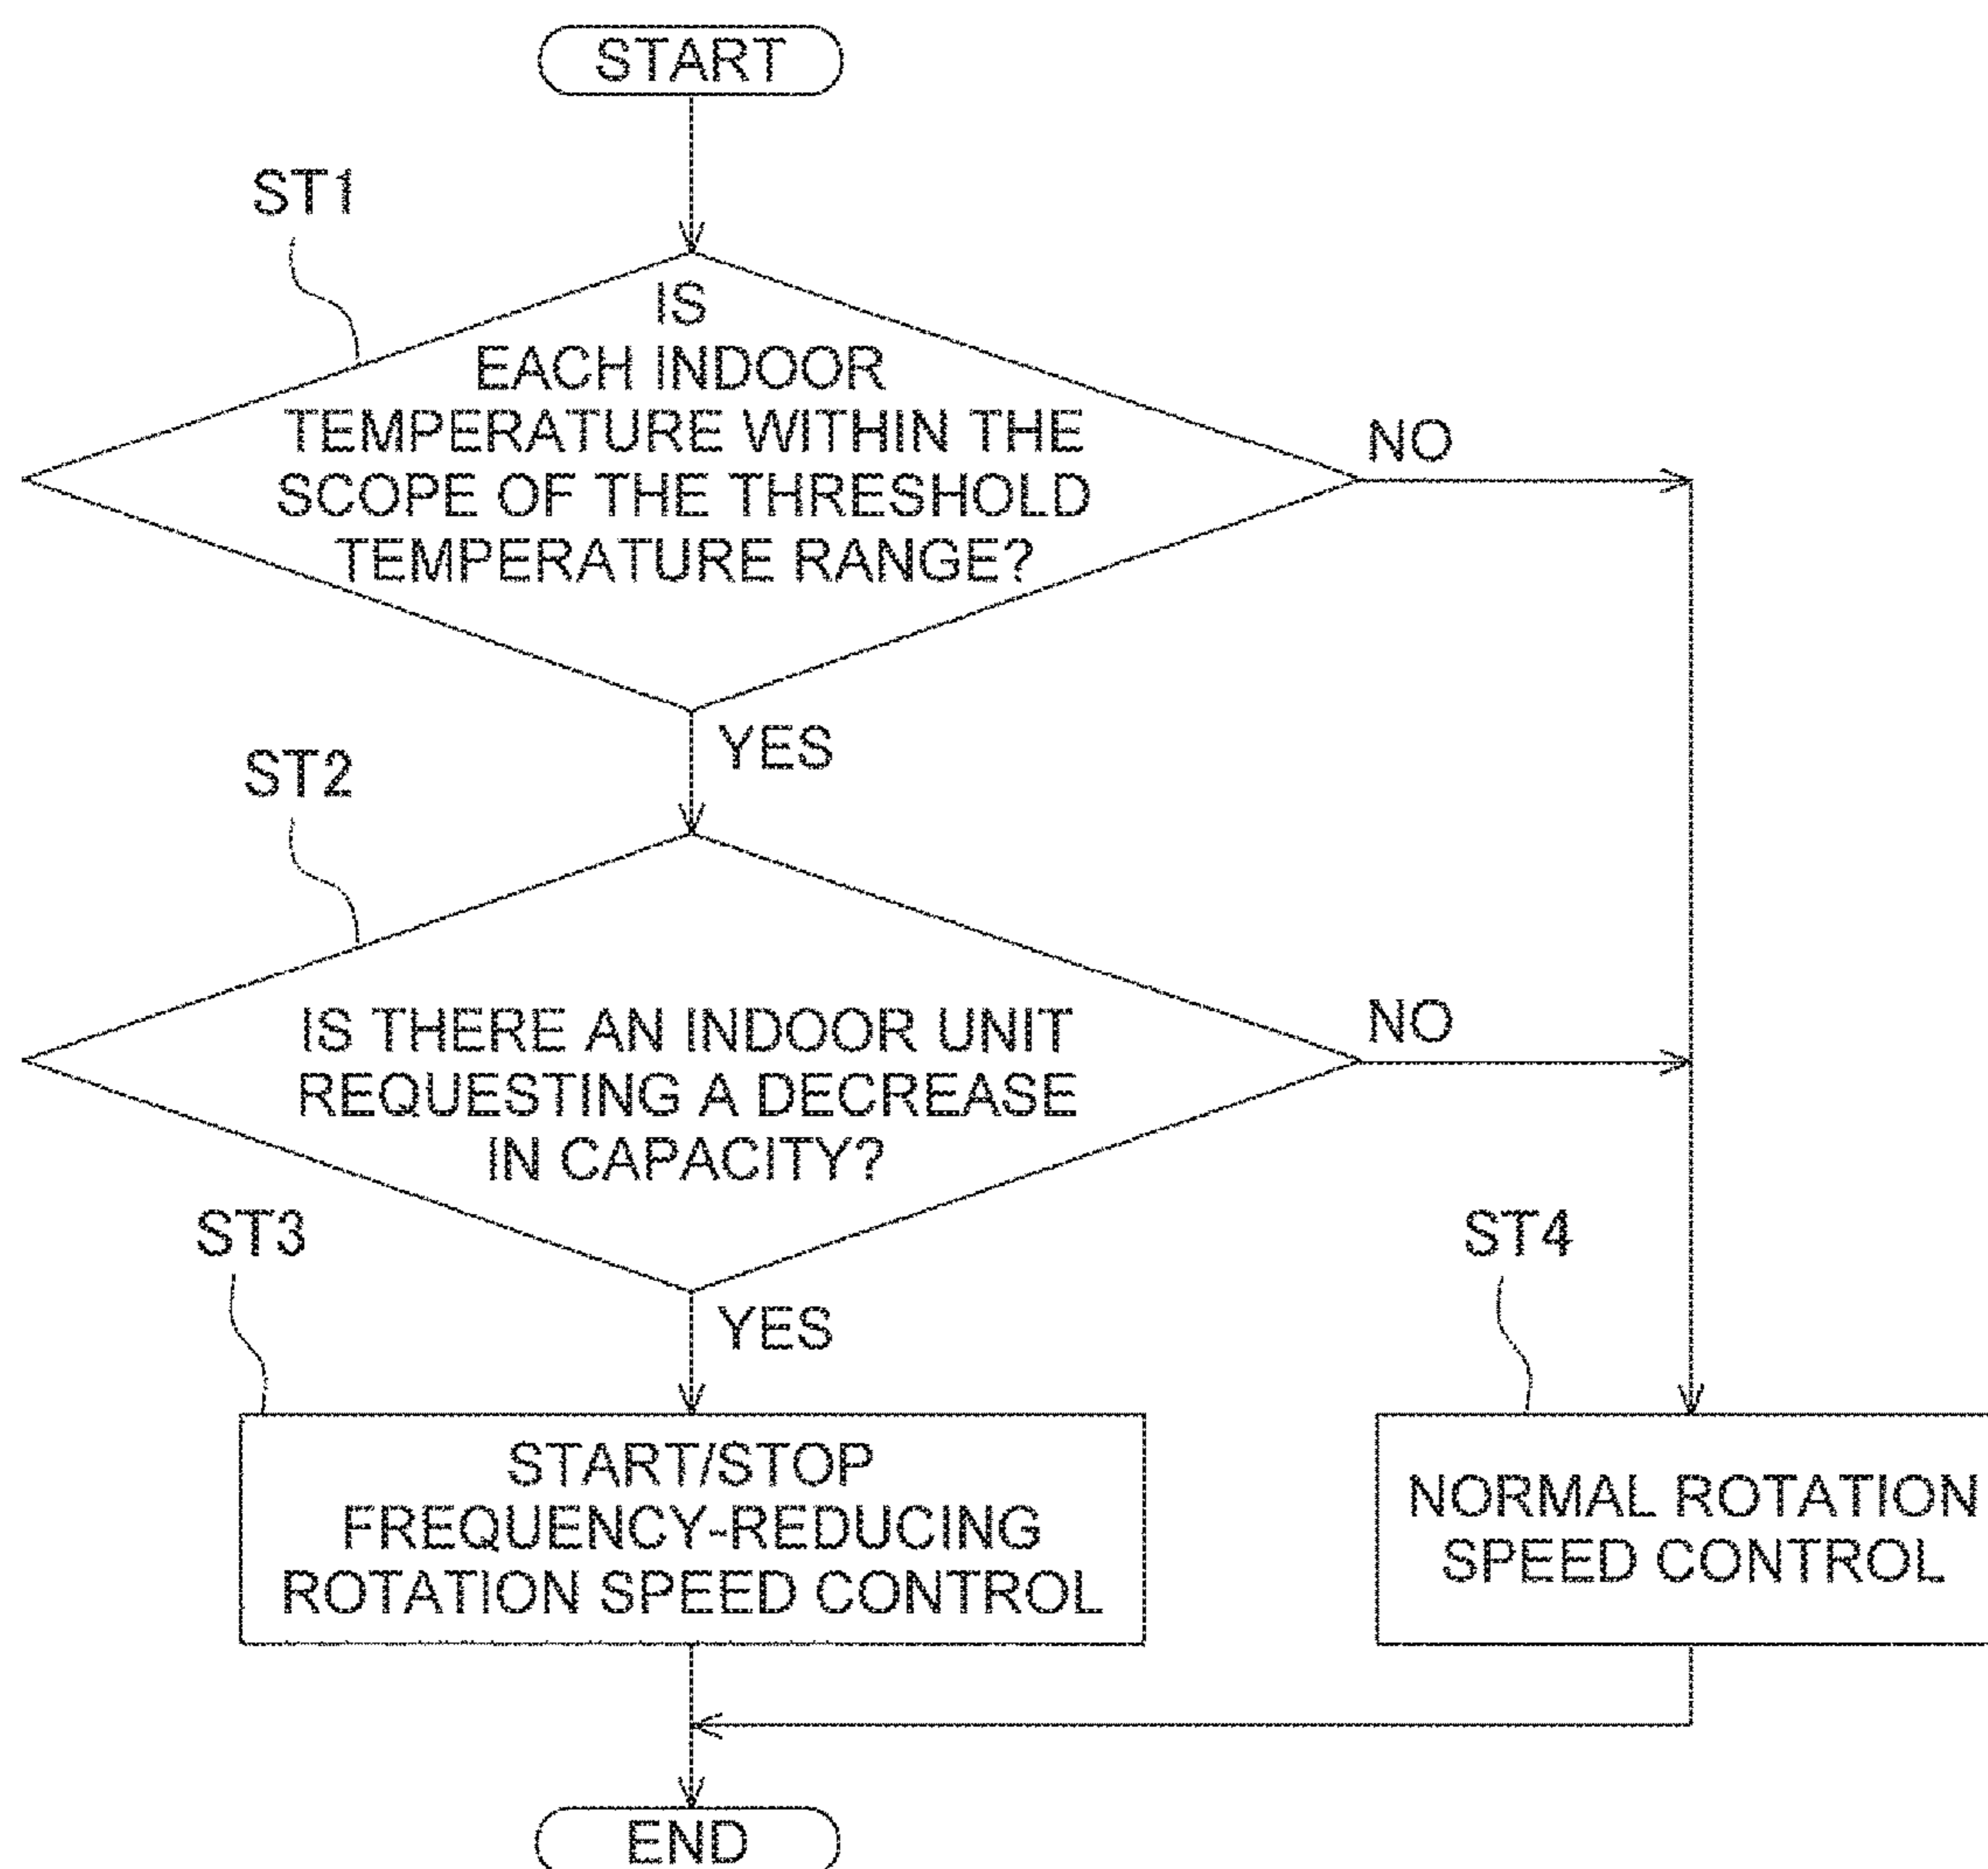 START
ST1
IS
EACH INDOOR
TEMPERATURE WITHIN THE
SCOPE OF THE THRESHOLD
TEMPERATURE RANGE?
NO
YES
ST2
IS THERE AN INDOOR UNIT
REQUESTING A DECREASE
IN CAPACITY?
NO
YES
ST3
START/STOP
FREQUENCY-REDUCING
ROTATION SPEED CONTROL
ST4
NORMAL ROTATION
SPEED CONTROL
END